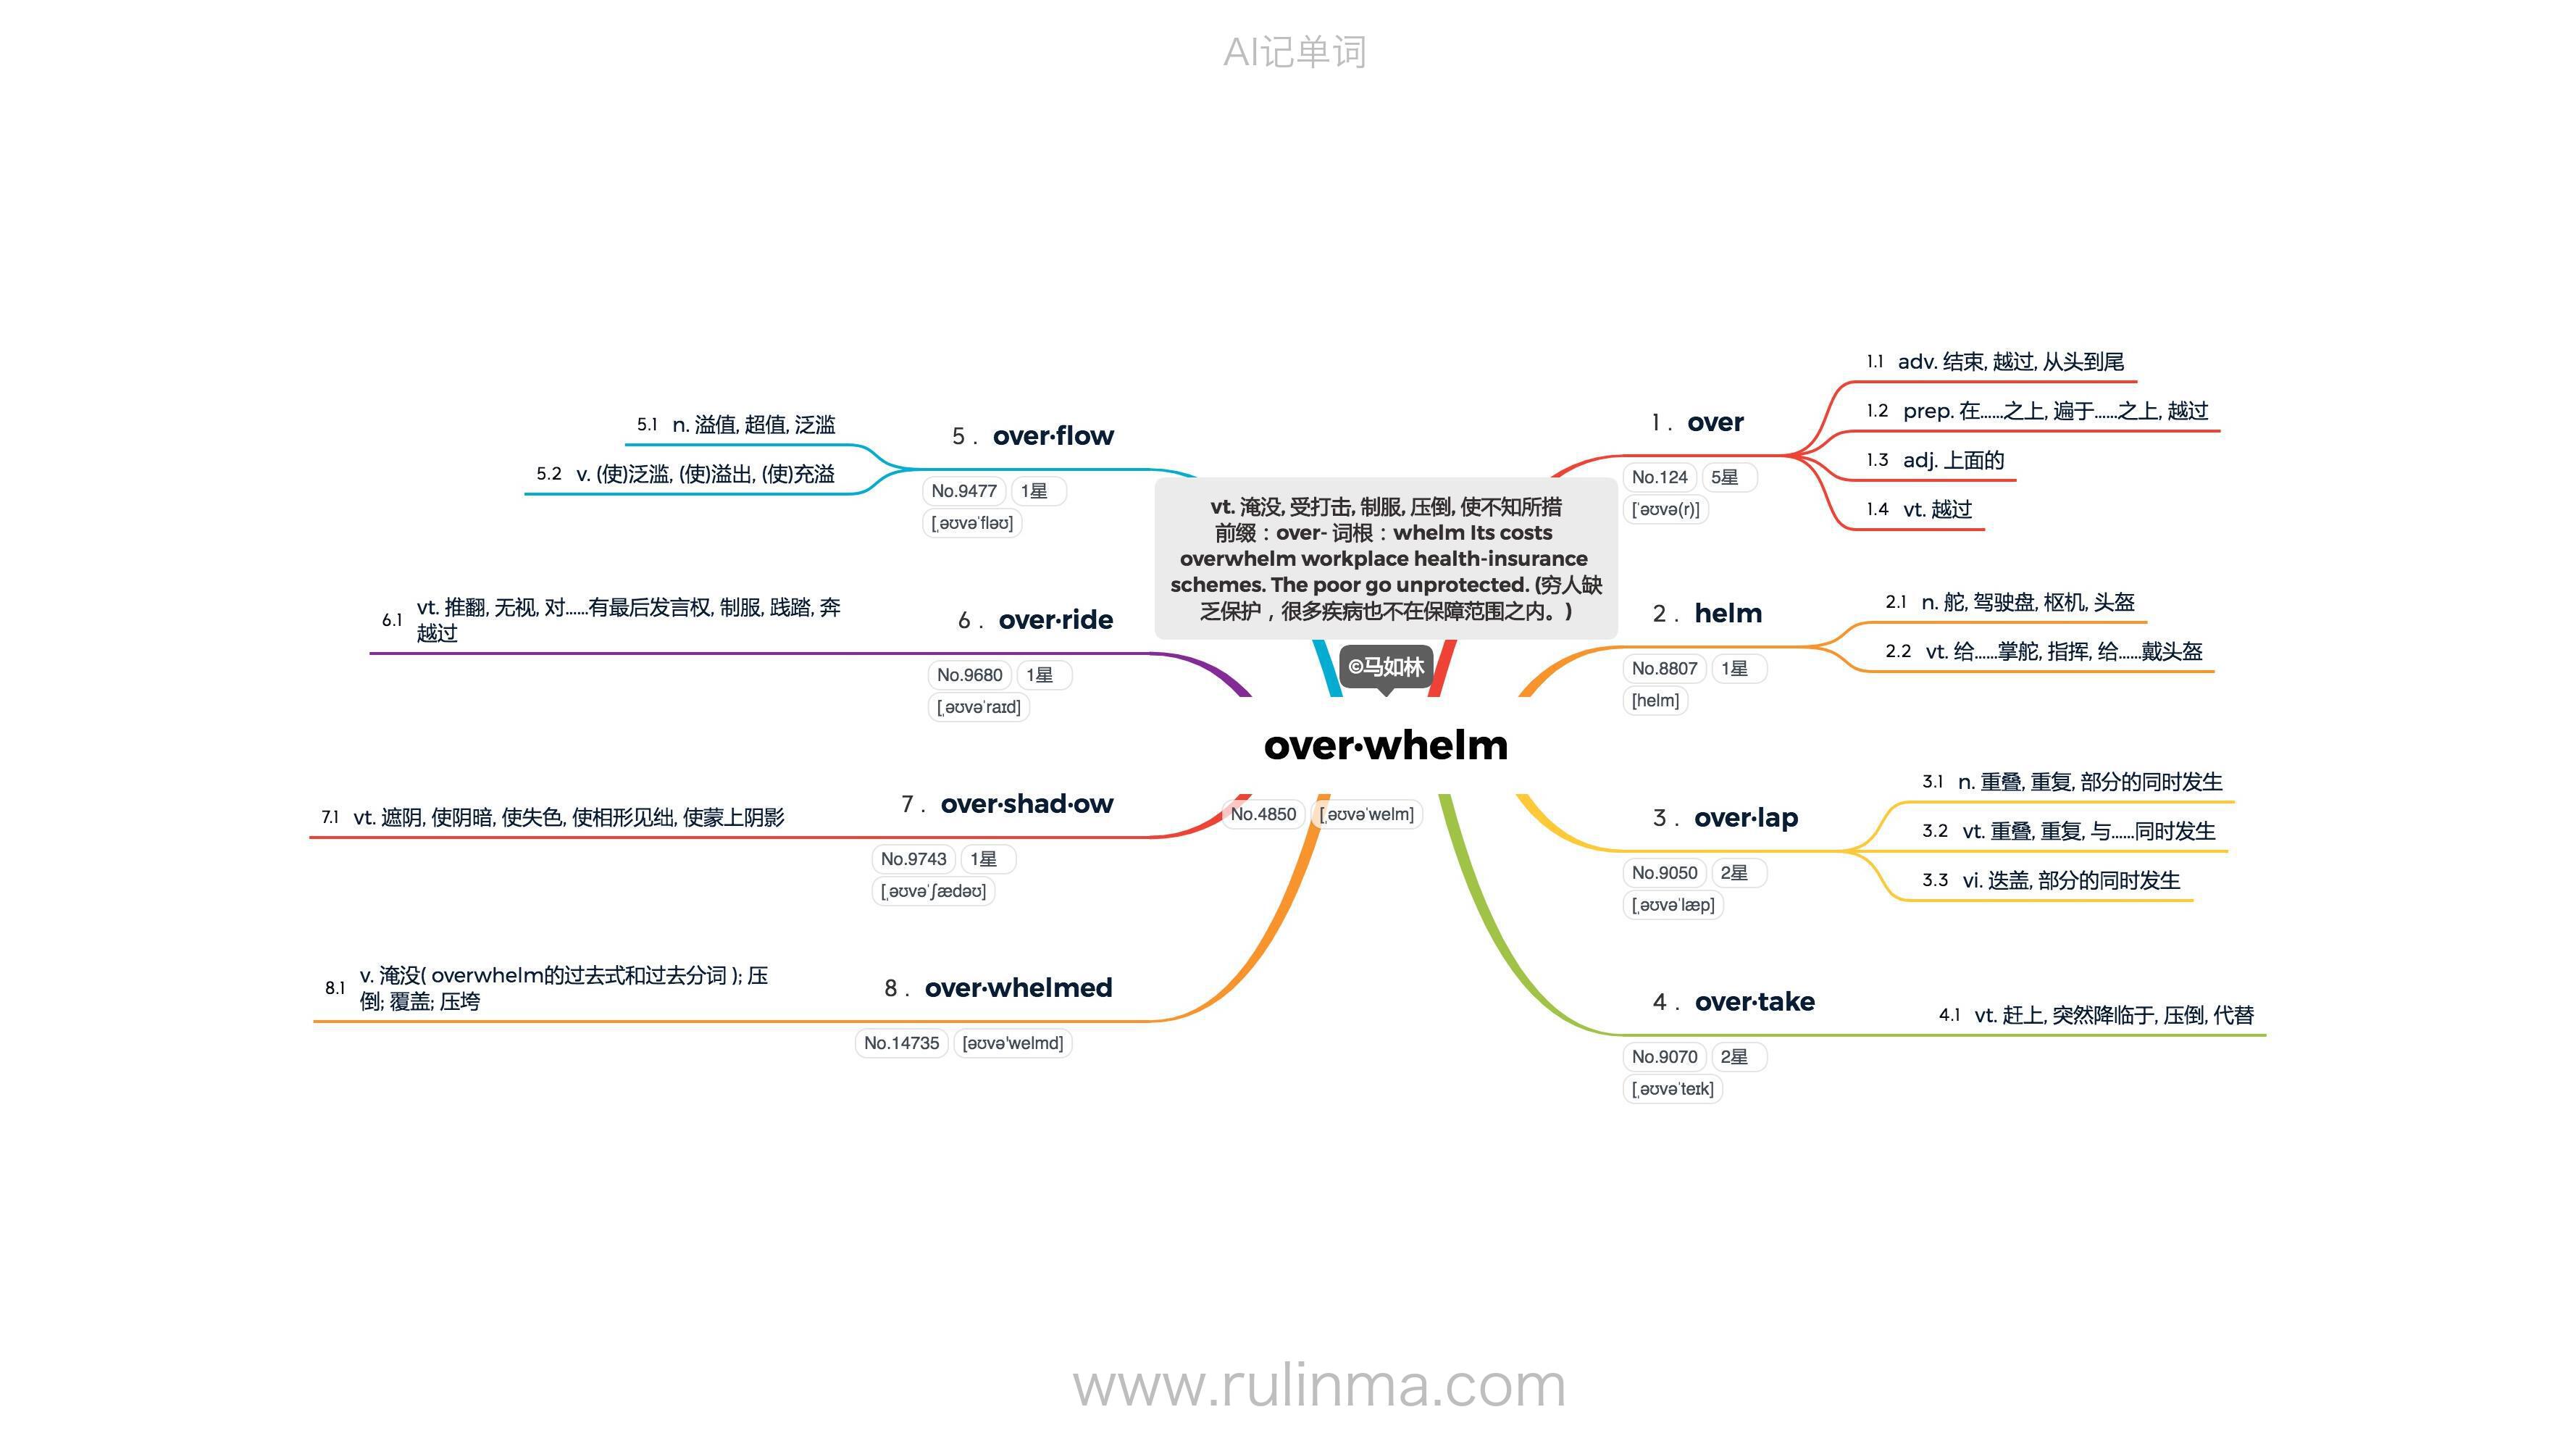 AI记单词
vt. 淹没, 受打击, 制服, 压倒, 使不知所措
前缀：over- 词根：whelm Its costs
overwhelm workplace health-insurance
schemes. The poor go unprotected. (穷人缺
乏保护，很多疾病也不在保障范围之内。)
©马如林
over·whelm
No.4850 [ˌəʊvəˈwelm]
1. over
No.124 5星
[ˈəʊvə(r)]
1.1 adv. 结束, 越过, 从头到尾
1.2 prep. 在......之上, 遍于......之上, 越过
1.3 adj. 上面的
1.4 vt. 越过
2. helm
No.8807 1星
[helm]
2.1 n. 舵, 驾驶盘, 枢机, 头盔
2.2 vt. 给......掌舵, 指挥, 给......戴头盔
3. over·lap
No.9050 2星
[ˌəʊvəˈlæp]
3.1 n. 重叠, 重复, 部分的同时发生
3.2 vt. 重叠, 重复, 与......同时发生
3.3 vi. 迭盖, 部分的同时发生
4. over·take
No.9070 2星
[ˌəʊvəˈteɪk]
4.1 vt. 赶上, 突然降临于, 压倒, 代替
5. over·flow
No.9477 1星
[ˌəʊvəˈfləʊ]
5.1 n. 溢值, 超值, 泛滥
5.2 v. (使)泛滥, (使)溢出, (使)充溢
6. over·ride
No.9680 1星
[ˌəʊvəˈraɪd]
6.1 vt. 推翻, 无视, 对......有最后发言权, 制服, 践踏, 奔
越过
7. over·shad·ow
No.9743 1星
[ˌəʊvəˈʃædəʊ]
7.1 vt. 遮阴, 使阴暗, 使失色, 使相形见绌, 使蒙上阴影
8. over·whelmed
No.14735 [əʊvə'welmd]
8.1 v. 淹没( overwhelm的过去式和过去分词 ); 压
倒; 覆盖; 压垮
www.rulinma.com